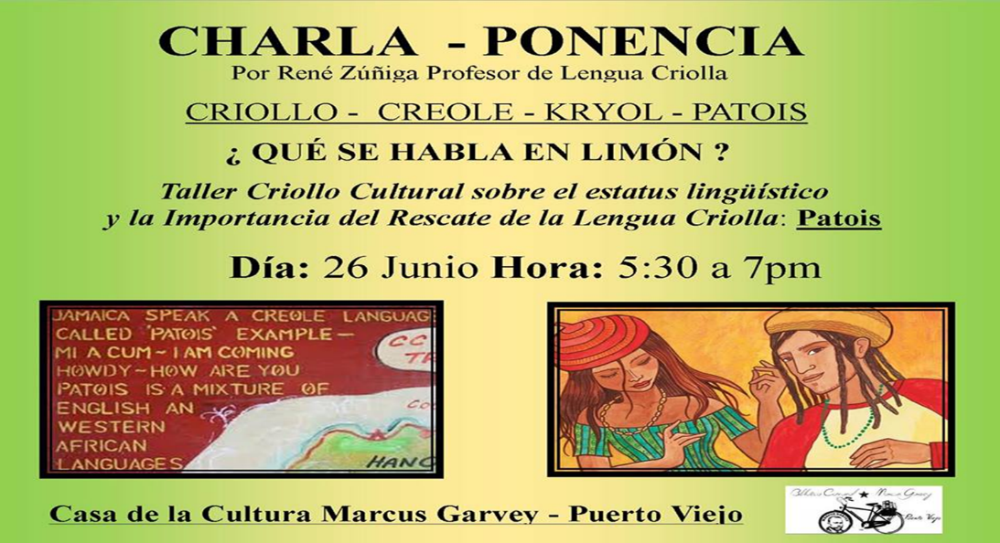 CHARLA - PONENCIA
Por René Zúñiga Profesor de Lengua Criolla
CRIOLLO - CREOLE - KRYOL - PATOIS
¿ QUÉ SE HABLA EN LIMÓN ?
Taller Criollo Cultural sobre el estatus lingüístico
y la Importancia del Rescate de la Lengua Criolla: Patois
Día: 26 Junio Hora: 5:30 a 7pm
JAMAICA SPEAK A CREOLE LANGUAG
CALLED 'PATOIS' EXAMPLE —
MI A CUM ~ I AM COMING
HOWDY ~ HOW ARE YOU
PATOIS IS A MIXTURE OF
ENGLISH AN
WESTERN
AFRICAN
LANGUAGES
CC
TR
CO
HANO
Casa de la Cultura Marcus Garvey - Puerto Viejo
Marcus Garvey
Puerto Viejo